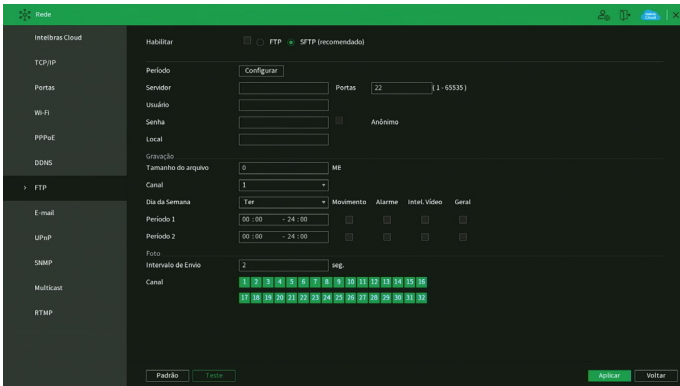 Rede
Intelbras Cloud
TCP/IP
Portas
Wi-Fi
PPPoE
DDNS
FTP
E-mail
UPnP
SNMP
Multicast
RTMP
Habilitar FTP SFTP (recomendado)
Período Configurar
Servidor Portas 22 ( 1 - 65535 )
Usuário
Senha Anônimo
Local
Gravação
Tamanho do arquivo 0 ME
Canal 1
Dia da Semana Ter Movimento Alarme Intel. Vídeo Geral
Período 1 00 : 00 - 24 : 00
Período 2 00 : 00 - 24 : 00
Foto
Intervalo de Envio 2 seg.
Canal 1 2 3 4 5 6 7 8 9 10 11 12 13 14 15 16
17 18 19 20 21 22 23 24 25 26 27 28 29 30 31 32
Padrão Teste Aplicar Voltar